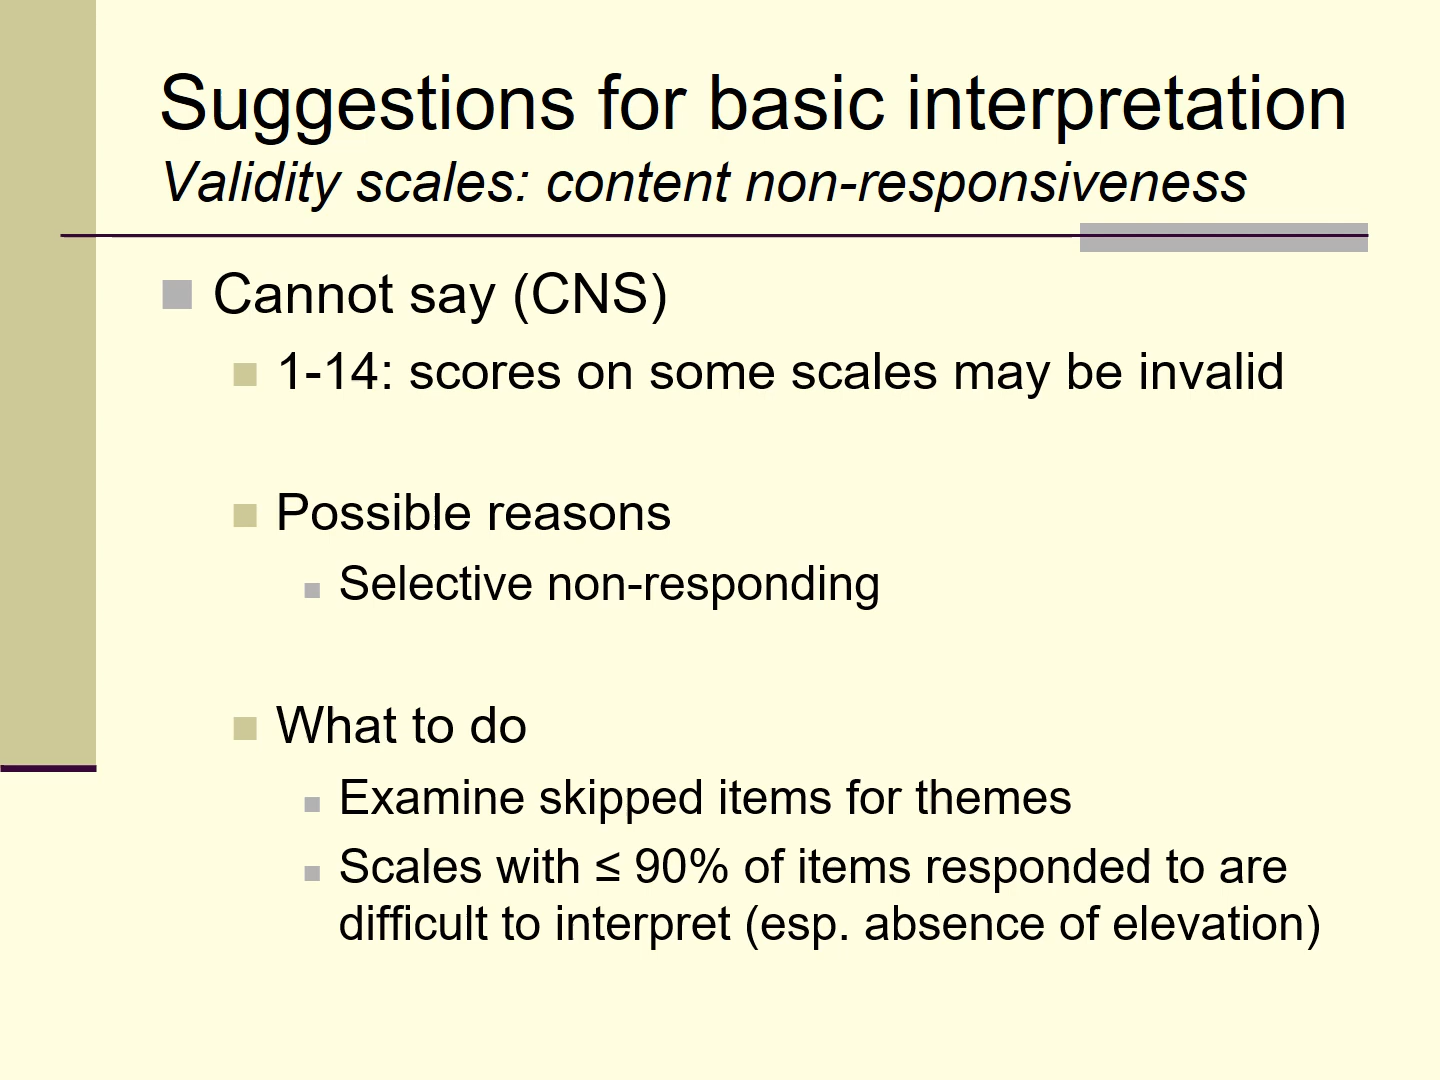 Suggestions for basic interpretation
Validity scales: content non-responsiveness
Cannot say (CNS)
1-14: scores on some scales may be invalid
Possible reasons
Selective non-responding
What to do
Examine skipped items for themes
Scales with ≤ 90% of items responded to are
difficult to interpret (esp. absence of elevation)